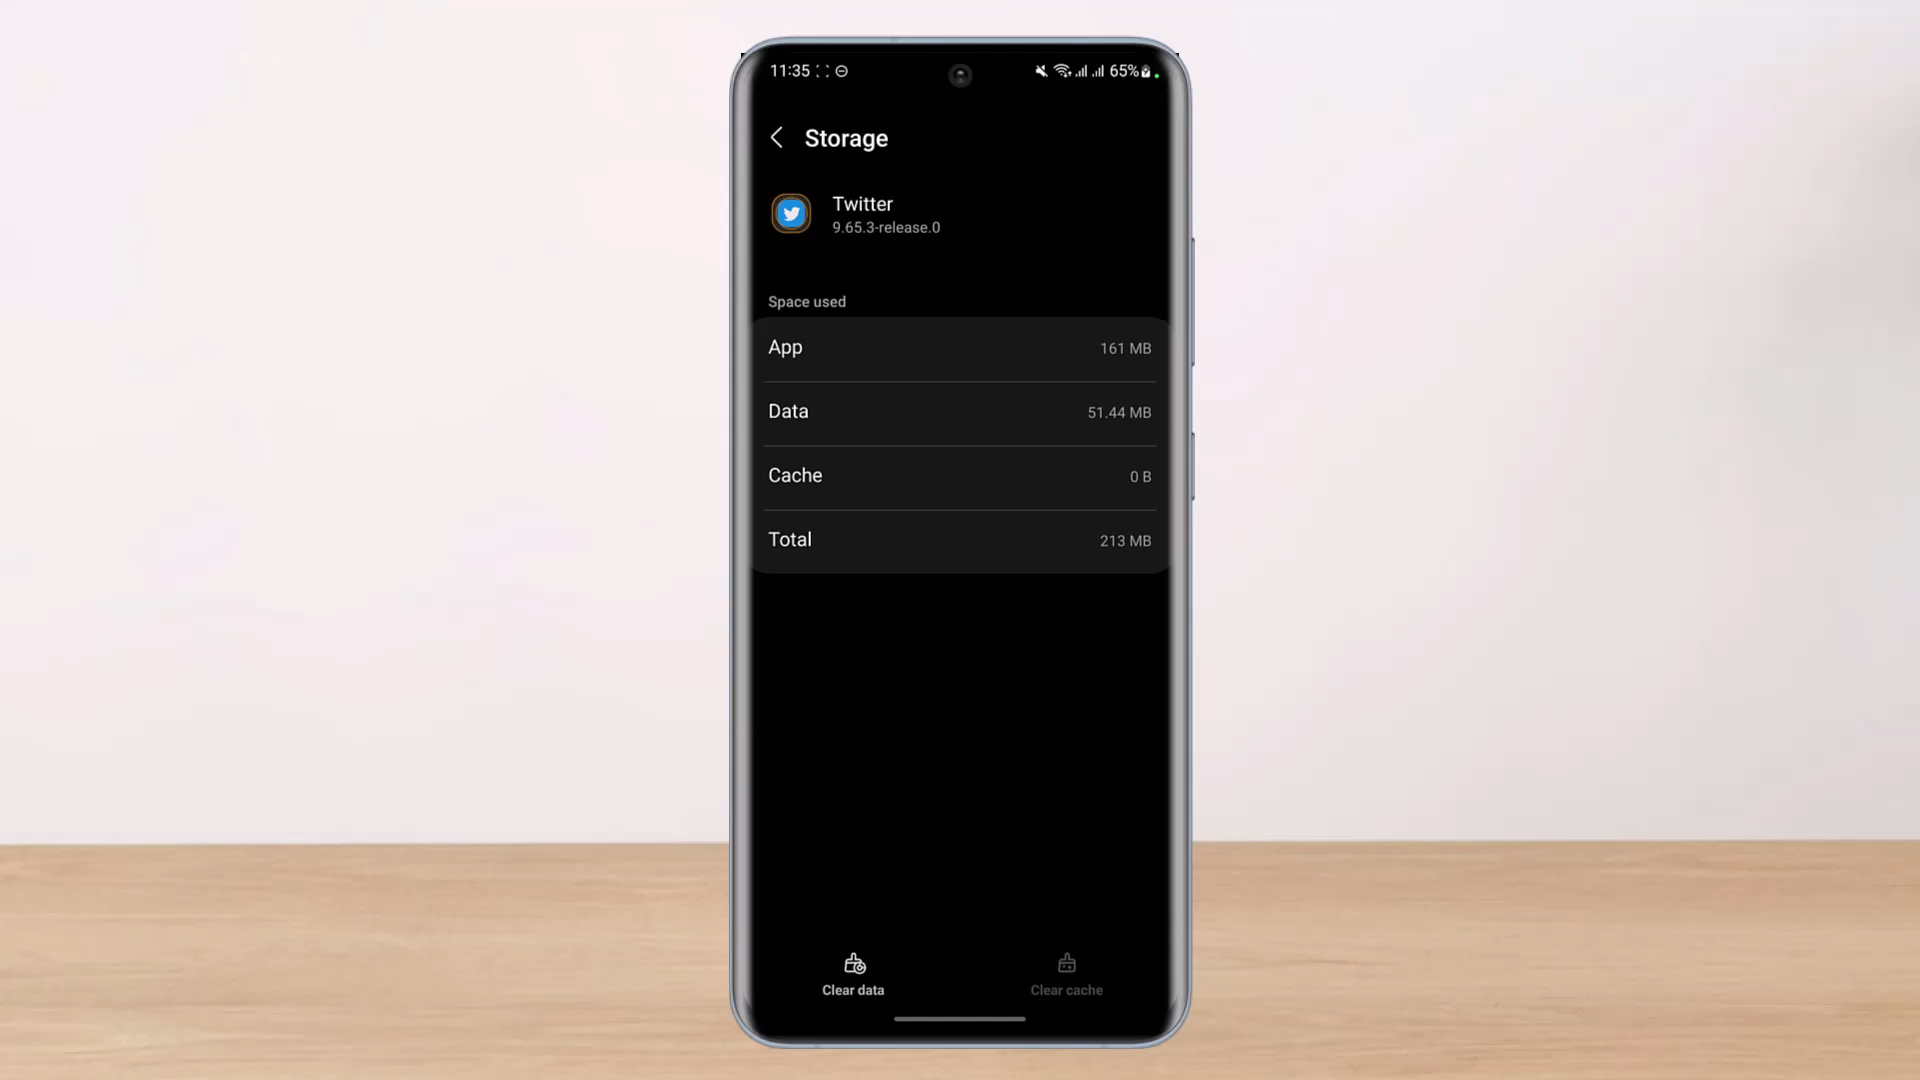 11:35 65%
Storage
Twitter
9.65.3-release.0
Space used
App 161 MB
Data 51.44 MB
Cache 0 B
Total 213 MB
Clear data Clear cache